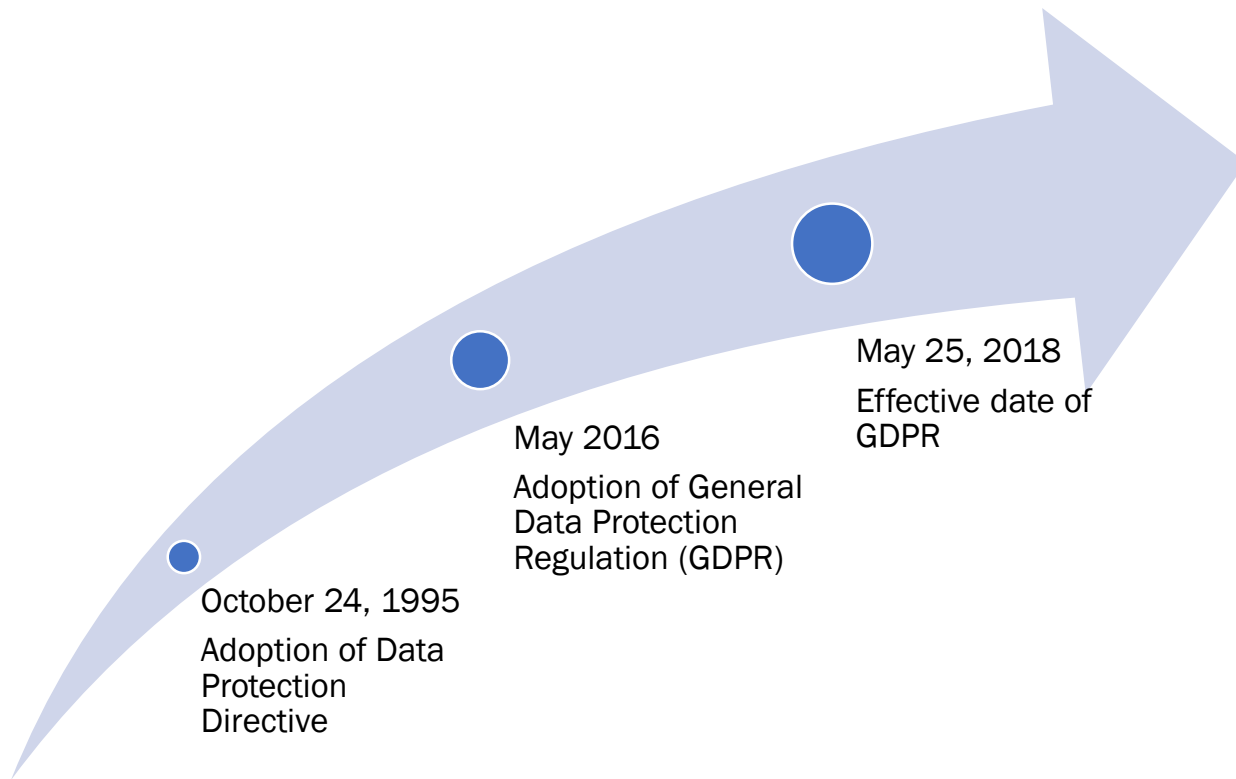 October 24, 1995
Adoption of Data
Protection
Directive
May 2016
Adoption of General
Data Protection
Regulation (GDPR)
May 25, 2018
Effective date of
GDPR